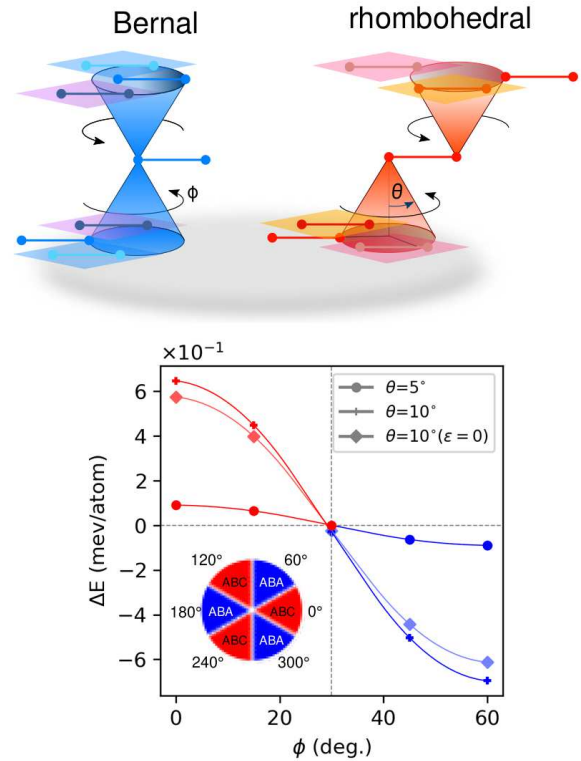 Bernal
rhombohedral
ϕ
θ
×10⁻¹
θ=5°
θ=10°
θ=10°(ε=0)
6
4
2
0
−2
−4
−6
ΔE (mev/atom)
120°
60°
ABC
ABA
180°
ABA
ABC
0°
ABC
ABA
240°
300°
0
20
40
60
ϕ (deg.)